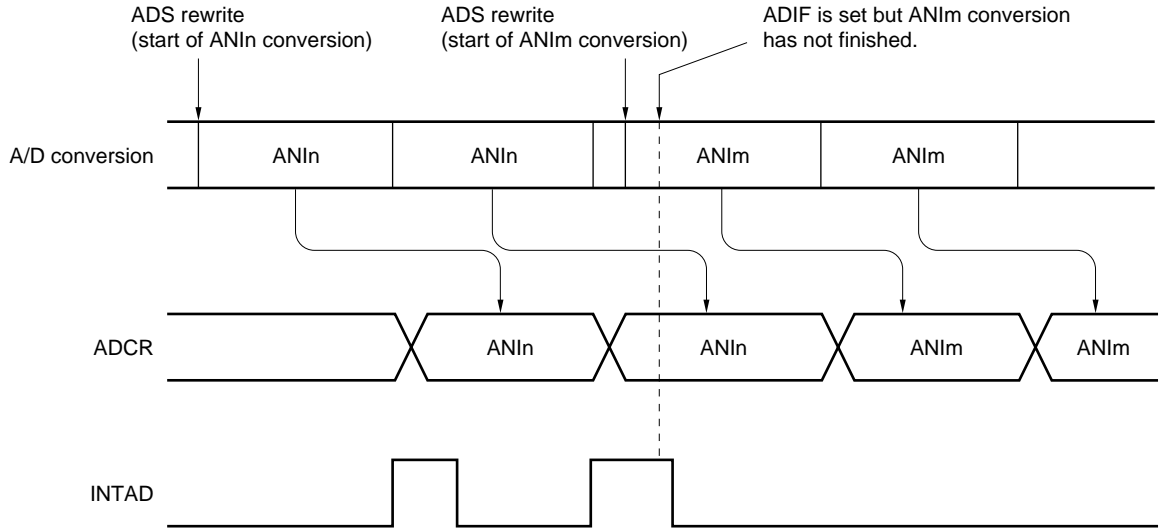 ADS rewrite
(start of ANIn conversion)
ADS rewrite
(start of ANIm conversion)
ADIF is set but ANIm conversion
has not finished.
A/D conversion
ANIn
ANIn
ANIm
ANIm
ADCR
ANIn
ANIn
ANIm
ANIm
INTAD